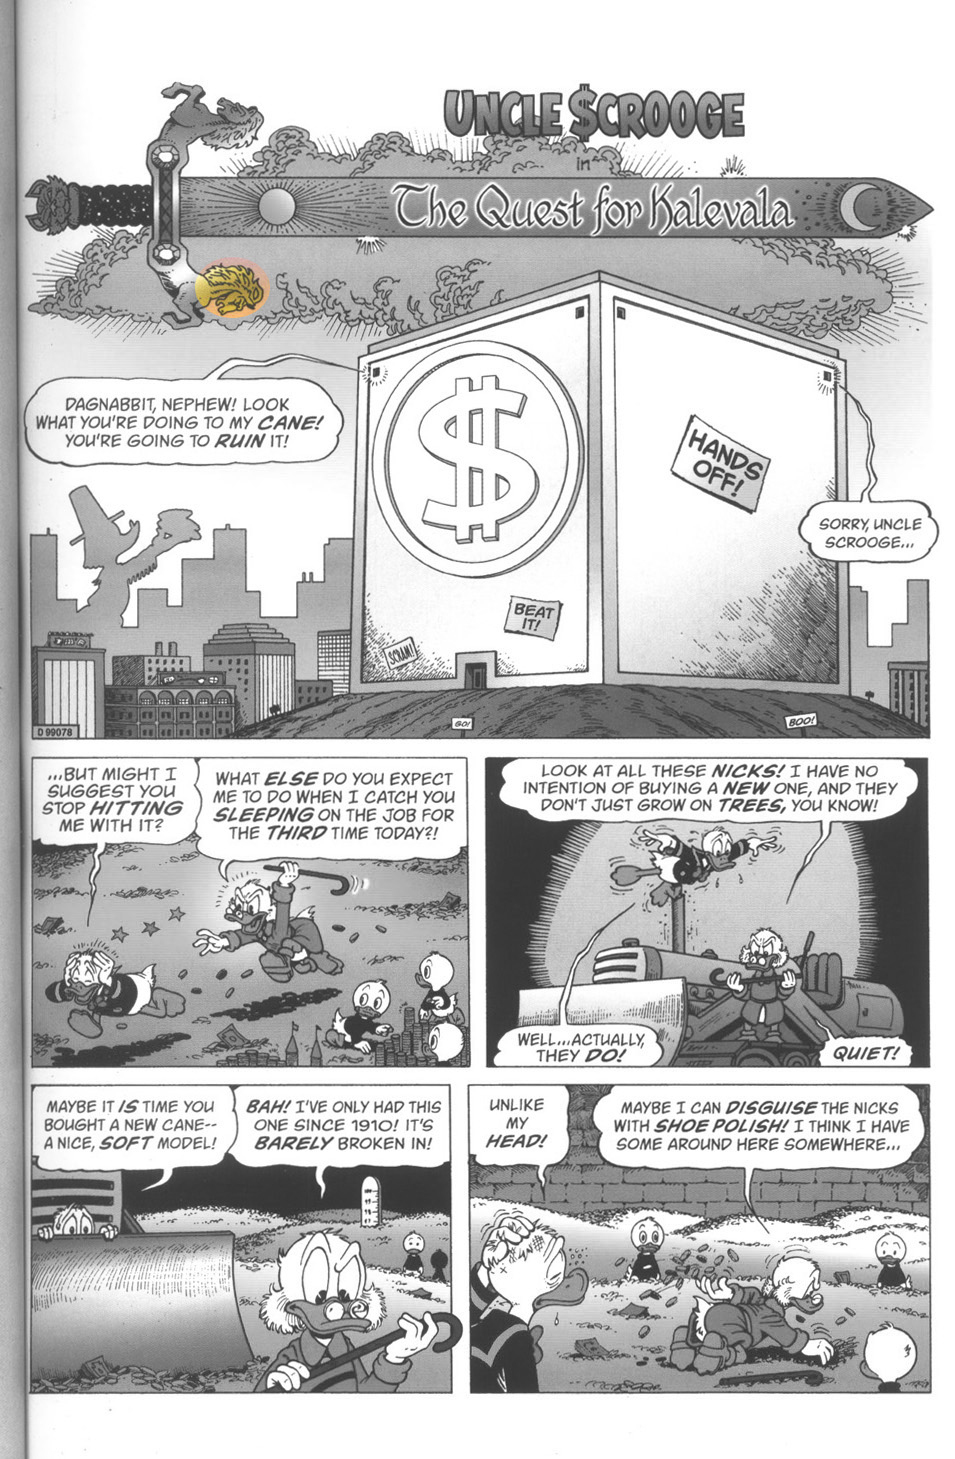 UNCLE $CROOGE
in
The Quest for Kalevala
DAGNABBIT, NEPHEW! LOOK
WHAT YOU'RE DOING TO MY CANE!
YOU'RE GOING TO RUIN IT!
HANDS
OFF!
SORRY, UNCLE
SCROOGE...
BEAT
IT!
SCRAM!
GO!
BOO!
D 99078
...BUT MIGHT I
SUGGEST YOU
STOP HITTING
ME WITH IT?
WHAT ELSE DO YOU EXPECT
ME TO DO WHEN I CATCH YOU
SLEEPING ON THE JOB FOR
THE THIRD TIME TODAY?!
LOOK AT ALL THESE NICKS! I HAVE NO
INTENTION OF BUYING A NEW ONE, AND THEY
DON'T JUST GROW ON TREES, YOU KNOW!
WELL...ACTUALLY,
THEY DO!
QUIET!
MAYBE IT IS TIME YOU
BOUGHT A NEW CANE--
A NICE, SOFT MODEL!
BAH! I'VE ONLY HAD THIS
ONE SINCE 1910! IT'S
BARELY BROKEN IN!
UNLIKE
MY
HEAD!
MAYBE I CAN DISGUISE THE NICKS
WITH SHOE POLISH! I THINK I HAVE
SOME AROUND HERE SOMEWHERE...